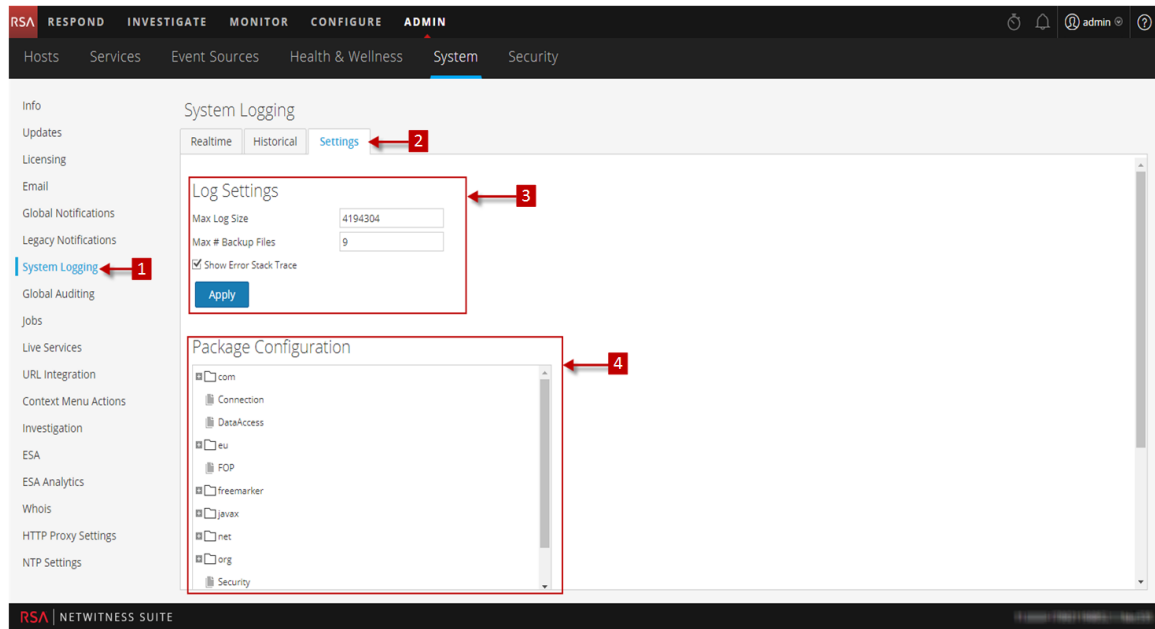 RSA RESPOND INVESTIGATE MONITOR CONFIGURE ADMIN admin
Hosts Services Event Sources Health & Wellness System Security
Info
Updates
Licensing
Email
Global Notifications
Legacy Notifications
System Logging 1
Global Auditing
Jobs
Live Services
URL Integration
Context Menu Actions
Investigation
ESA
ESA Analytics
Whois
HTTP Proxy Settings
NTP Settings
System Logging
Realtime Historical Settings 2
Log Settings 3
Max Log Size 4194304
Max # Backup Files 9
Show Error Stack Trace
Apply
Package Configuration 4
com
Connection
DataAccess
eu
FOP
freemarker
javax
net
org
Security
RSA NETWITNESS SUITE